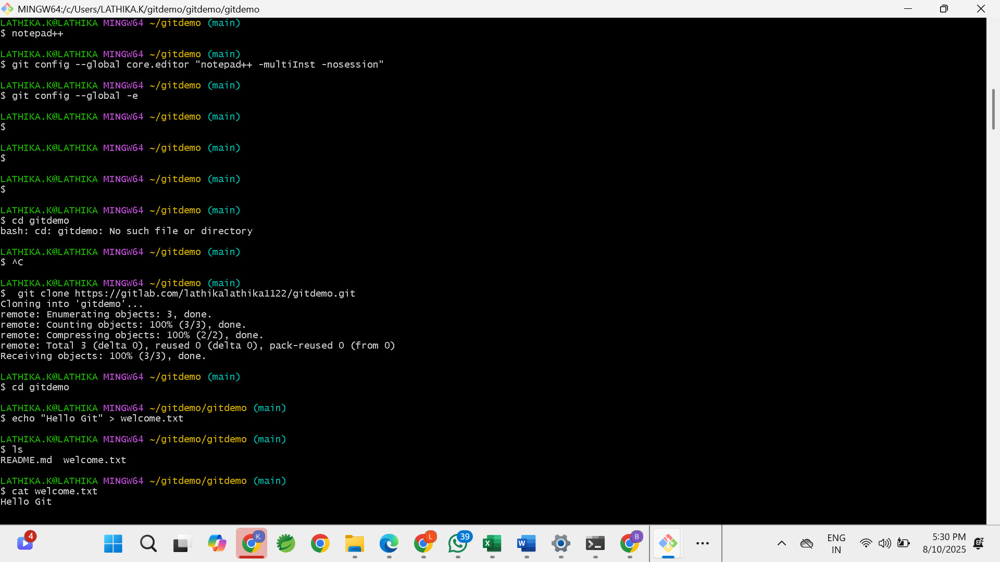 MINGW64:/c/Users/LATHIKA.K/gitdemo/gitdemo/gitdemo
LATHIKA.K@LATHIKA MINGW64 ~/gitdemo (main)
$ notepad++
LATHIKA.K@LATHIKA MINGW64 ~/gitdemo (main)
$ git config --global core.editor "notepad++ -multiInst -nosession"
LATHIKA.K@LATHIKA MINGW64 ~/gitdemo (main)
$ git config --global -e
LATHIKA.K@LATHIKA MINGW64 ~/gitdemo (main)
$
LATHIKA.K@LATHIKA MINGW64 ~/gitdemo (main)
$
LATHIKA.K@LATHIKA MINGW64 ~/gitdemo (main)
$
LATHIKA.K@LATHIKA MINGW64 ~/gitdemo (main)
$ cd gitdemo
bash: cd: gitdemo: No such file or directory
LATHIKA.K@LATHIKA MINGW64 ~/gitdemo (main)
$ ^C
LATHIKA.K@LATHIKA MINGW64 ~/gitdemo (main)
$  git clone https://gitlab.com/lathikalathika1122/gitdemo.git
Cloning into 'gitdemo'...
remote: Enumerating objects: 3, done.
remote: Counting objects: 100% (3/3), done.
remote: Compressing objects: 100% (2/2), done.
remote: Total 3 (delta 0), reused 0 (delta 0), pack-reused 0 (from 0)
Receiving objects: 100% (3/3), done.
LATHIKA.K@LATHIKA MINGW64 ~/gitdemo (main)
$ cd gitdemo
LATHIKA.K@LATHIKA MINGW64 ~/gitdemo/gitdemo (main)
$ echo "Hello Git" > welcome.txt
LATHIKA.K@LATHIKA MINGW64 ~/gitdemo/gitdemo (main)
$ ls
README.md  welcome.txt
LATHIKA.K@LATHIKA MINGW64 ~/gitdemo/gitdemo (main)
$ cat welcome.txt
Hello Git
4
K.
L
39
X
W
B
ENG
IN
5:30 PM
8/10/2025